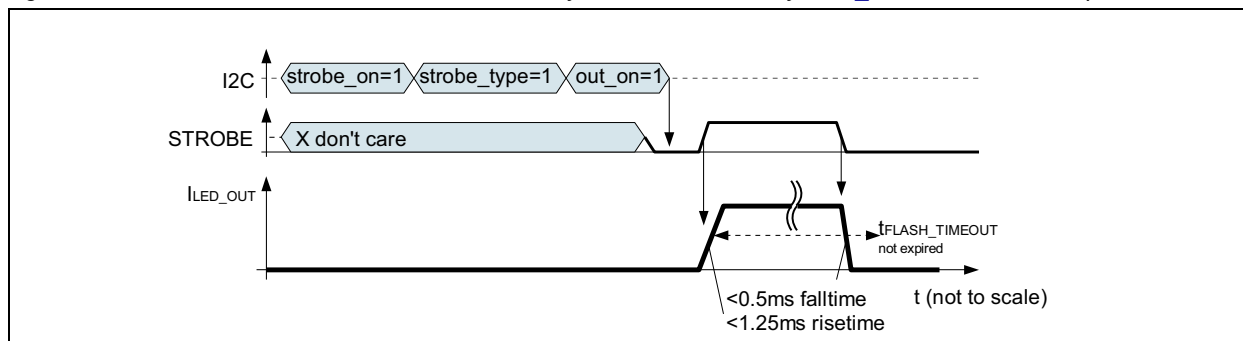 I2C strobe_on=1 strobe_type=1 out_on=1
STROBE X don't care
ILED_OUT
tFLASH_TIMEOUT
not expired
<0.5ms falltime t (not to scale)
<1.25ms risetime